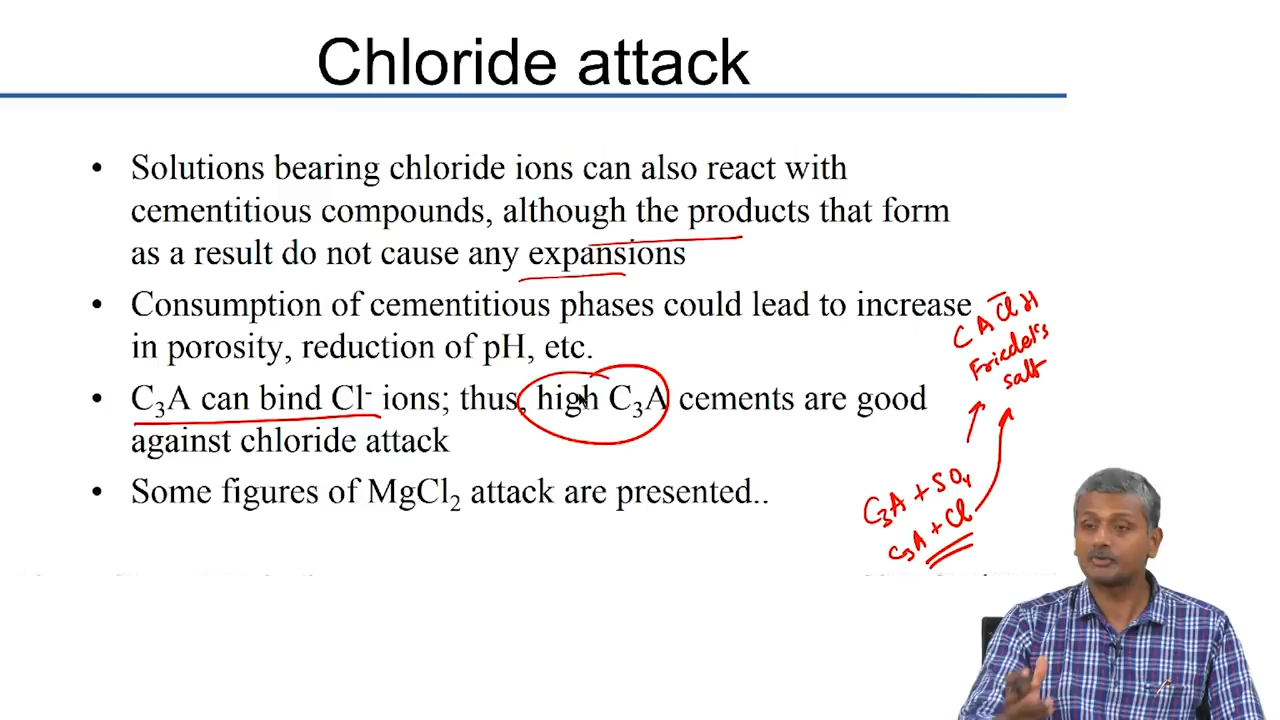 Chloride attack
• Solutions bearing chloride ions can also react with
cementitious compounds, although the products that form
as a result do not cause any expansions
• Consumption of cementitious phases could lead to increase
in porosity, reduction of pH, etc.
• C₃A can bind Cl⁻ ions; thus, high C₃A cements are good
against chloride attack
• Some figures of MgCl₂ attack are presented..
C A C̅l H
Friedel's
salt
C₃A + SO₄
C₃A + Cl